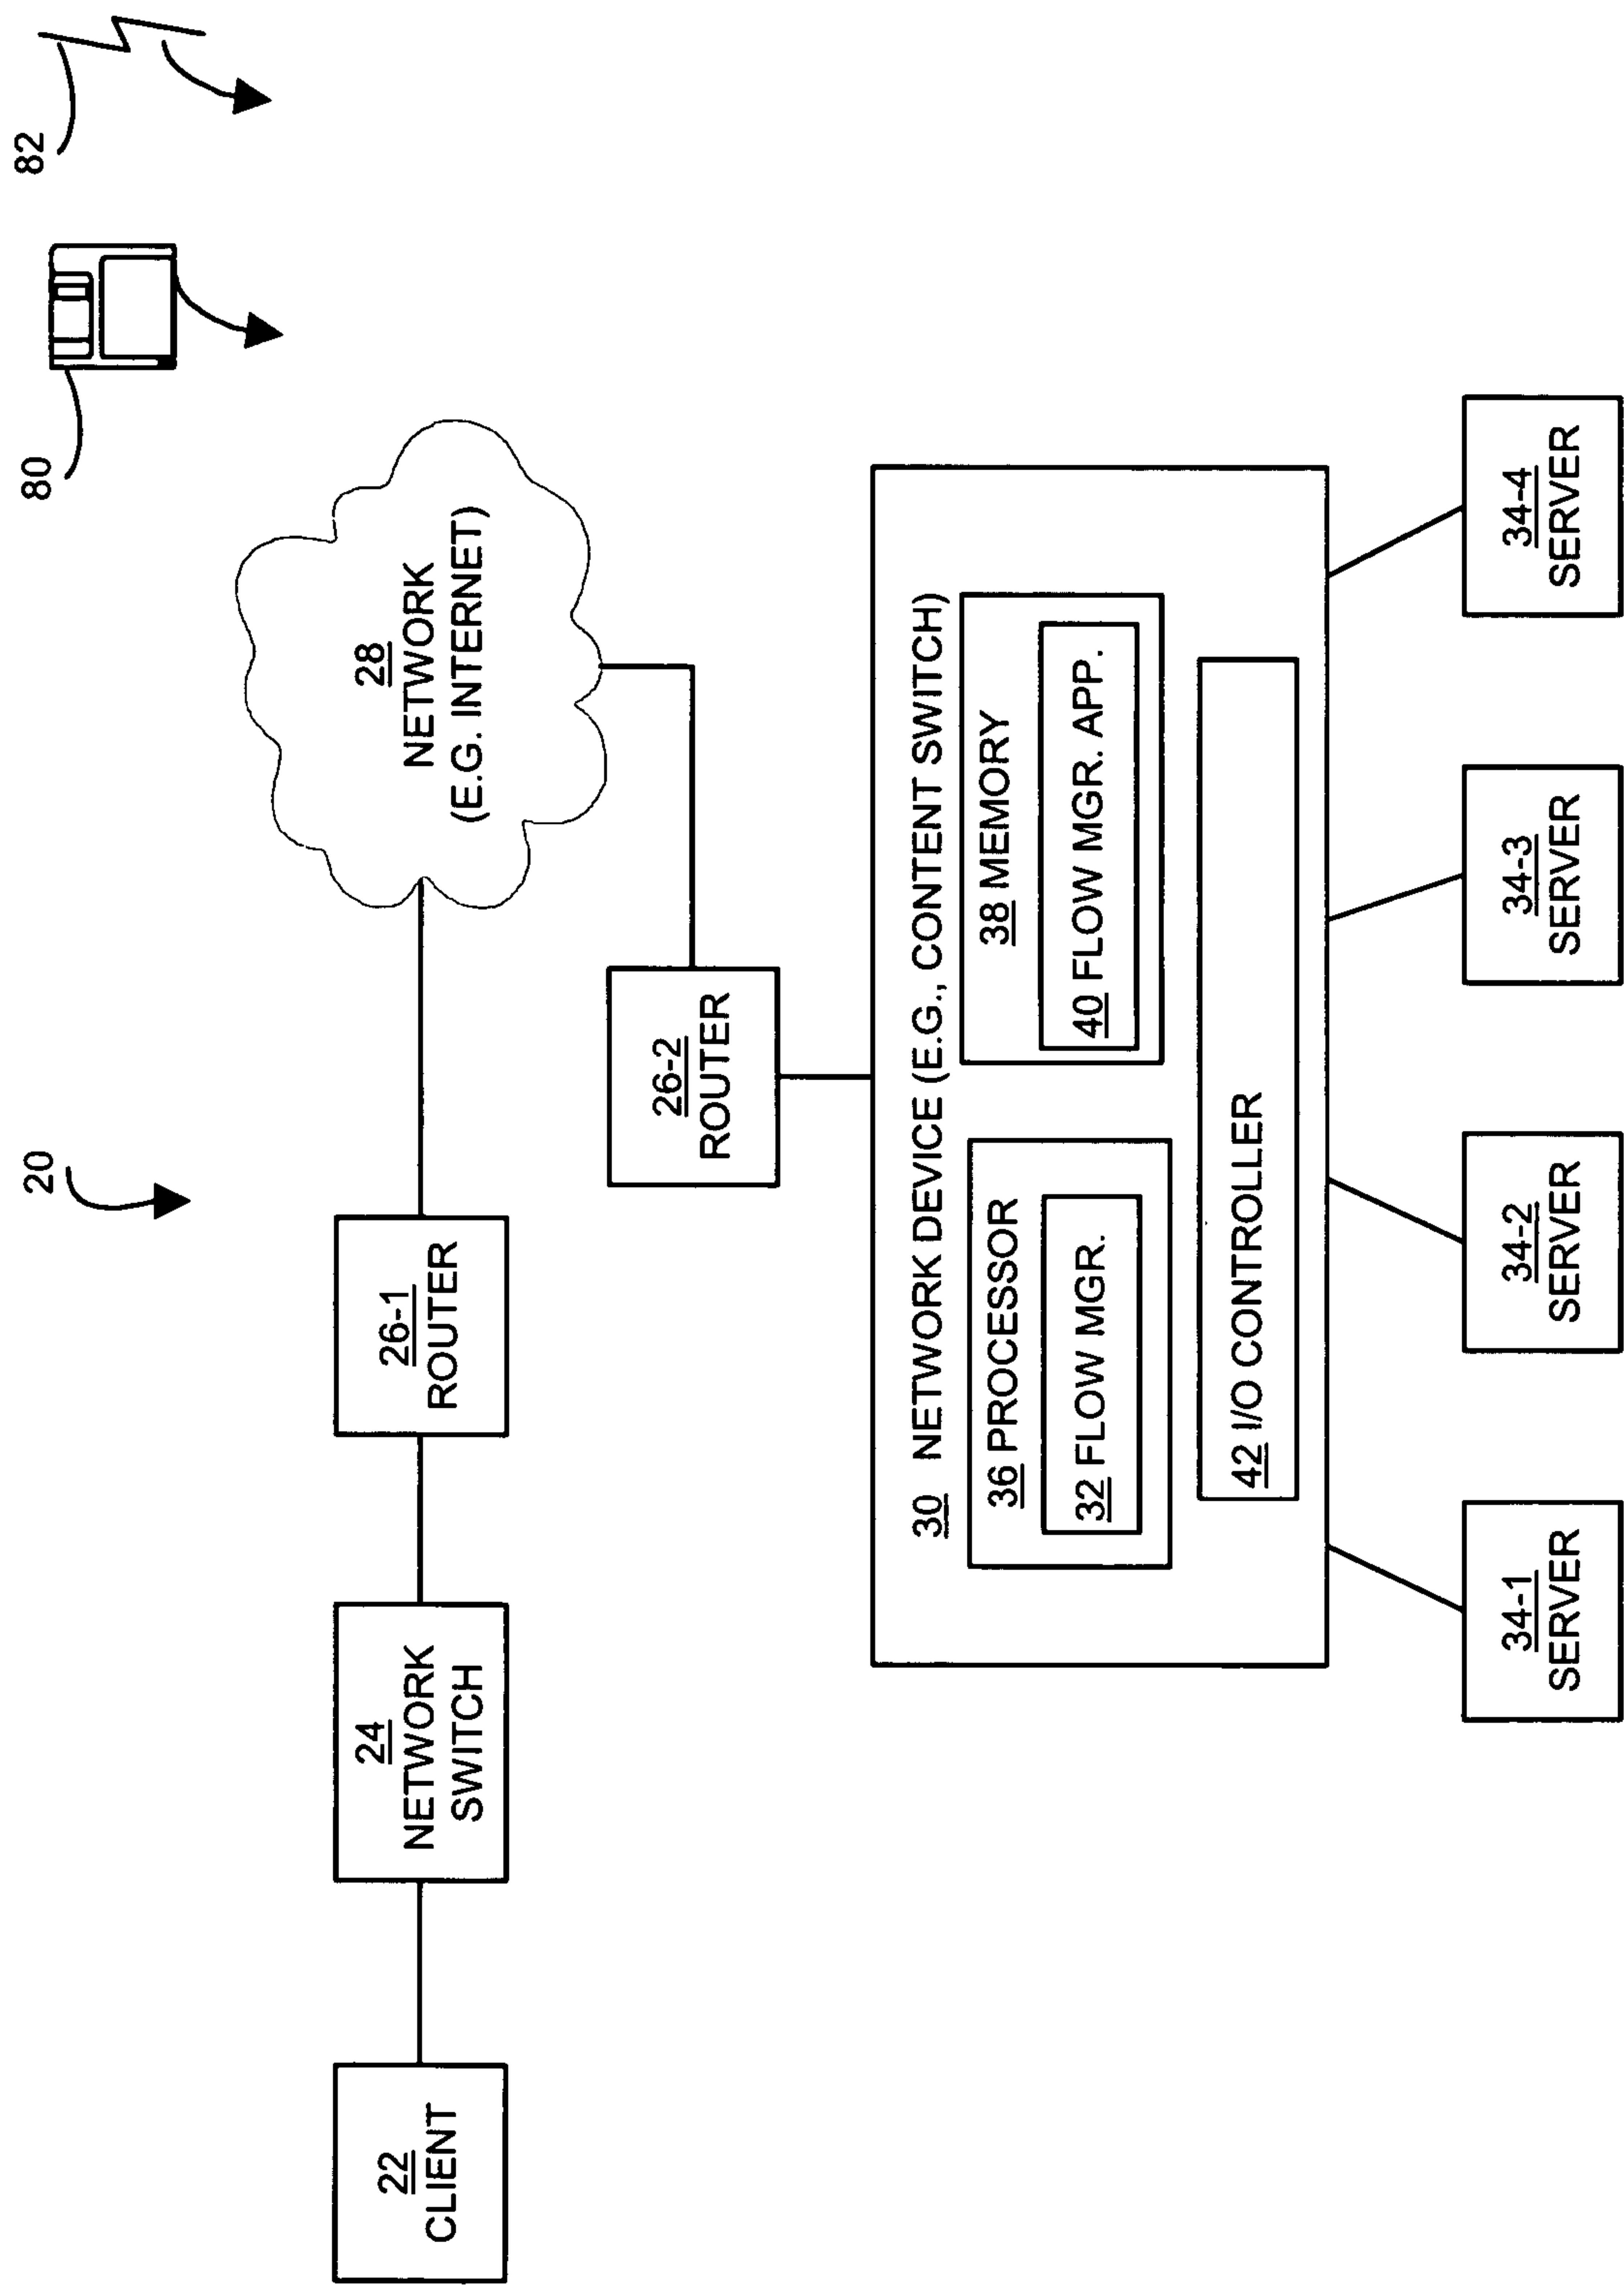 20
80
82
22
CLIENT
24
NETWORK
SWITCH
26-1
ROUTER
28
NETWORK
(E.G. INTERNET)
26-2
ROUTER
30 NETWORK DEVICE (E.G., CONTENT SWITCH)
36 PROCESSOR
32 FLOW MGR.
38 MEMORY
40 FLOW MGR. APP.
42 I/O CONTROLLER
34-1
SERVER
34-2
SERVER
34-3
SERVER
34-4
SERVER